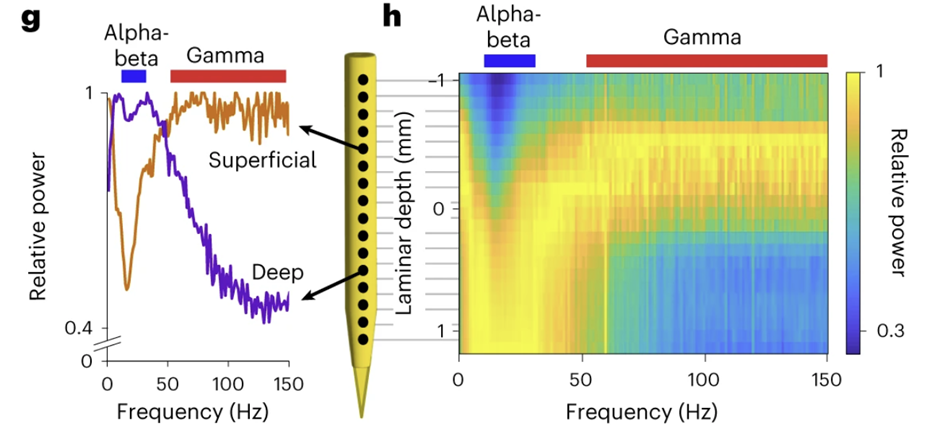 g
Alpha-
beta
Gamma
1
Relative power
0.4
0
Superficial
Deep
0
50
100
150
Frequency (Hz)
h
Alpha-
beta
Gamma
–1
Laminar depth (mm)
0
1
0
50
100
150
Frequency (Hz)
1
Relative power
0.3